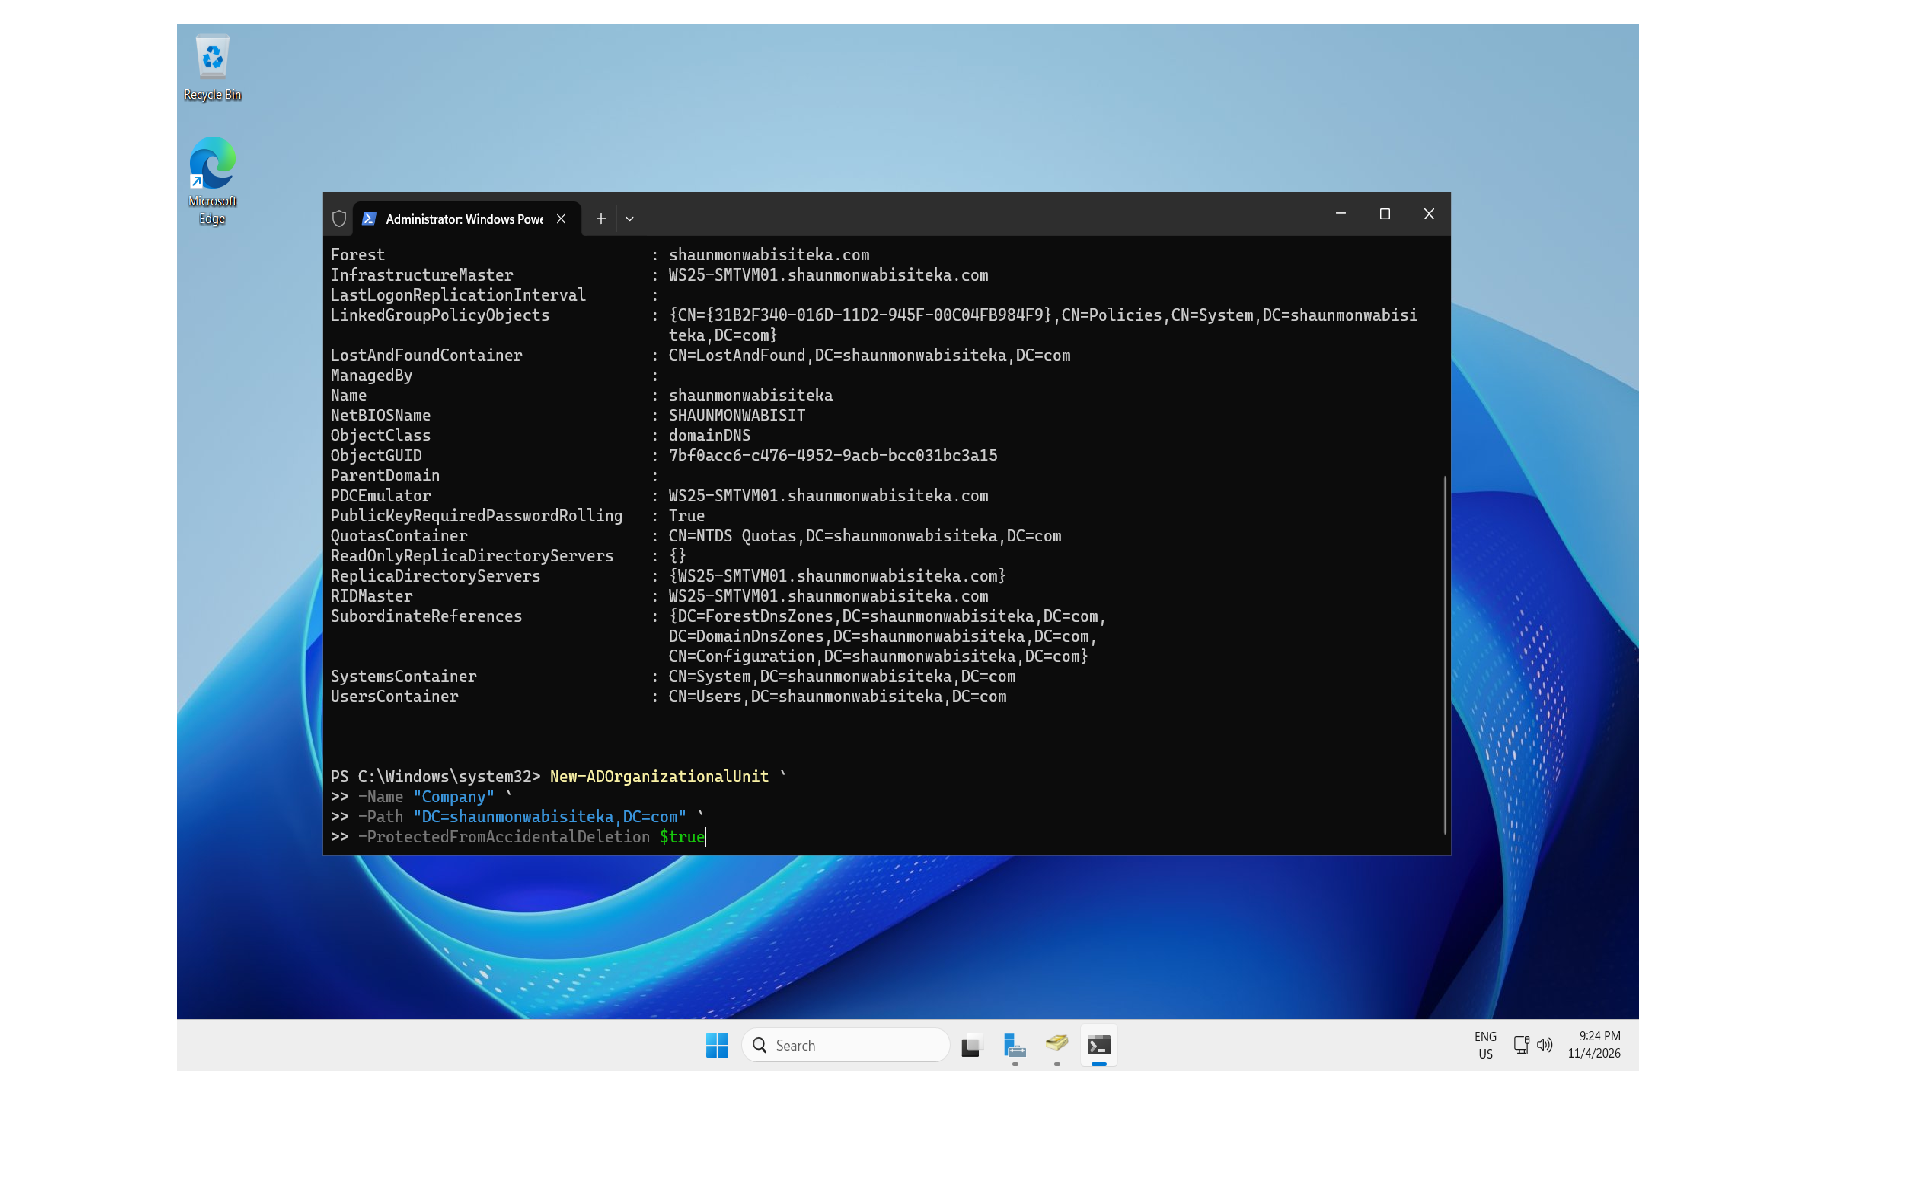 Recycle Bin
Microsoft
Edge
Administrator: Windows Powe
Forest : shaunmonwabisiteka.com
InfrastructureMaster : WS25-SMTVM01.shaunmonwabisiteka.com
LastLogonReplicationInterval :
LinkedGroupPolicyObjects : {CN={31B2F340-016D-11D2-945F-00C04FB984F9},CN=Policies,CN=System,DC=shaunmonwabisi
teka,DC=com}
LostAndFoundContainer : CN=LostAndFound,DC=shaunmonwabisiteka,DC=com
ManagedBy :
Name : shaunmonwabisiteka
NetBIOSName : SHAUNMONWABISIT
ObjectClass : domainDNS
ObjectGUID : 7bf0acc6-c476-4952-9acb-bcc031bc3a15
ParentDomain :
PDCEmulator : WS25-SMTVM01.shaunmonwabisiteka.com
PublicKeyRequiredPasswordRolling : True
QuotasContainer : CN=NTDS Quotas,DC=shaunmonwabisiteka,DC=com
ReadOnlyReplicaDirectoryServers : {}
ReplicaDirectoryServers : {WS25-SMTVM01.shaunmonwabisiteka.com}
RIDMaster : WS25-SMTVM01.shaunmonwabisiteka.com
SubordinateReferences : {DC=ForestDnsZones,DC=shaunmonwabisiteka,DC=com,
DC=DomainDnsZones,DC=shaunmonwabisiteka,DC=com,
CN=Configuration,DC=shaunmonwabisiteka,DC=com}
SystemsContainer : CN=System,DC=shaunmonwabisiteka,DC=com
UsersContainer : CN=Users,DC=shaunmonwabisiteka,DC=com
PS C:\Windows\system32> New-ADOrganizationalUnit `
>> -Name "Company" `
>> -Path "DC=shaunmonwabisiteka,DC=com" `
>> -ProtectedFromAccidentalDeletion $true
Search
ENG
US
9:24 PM
11/4/2026